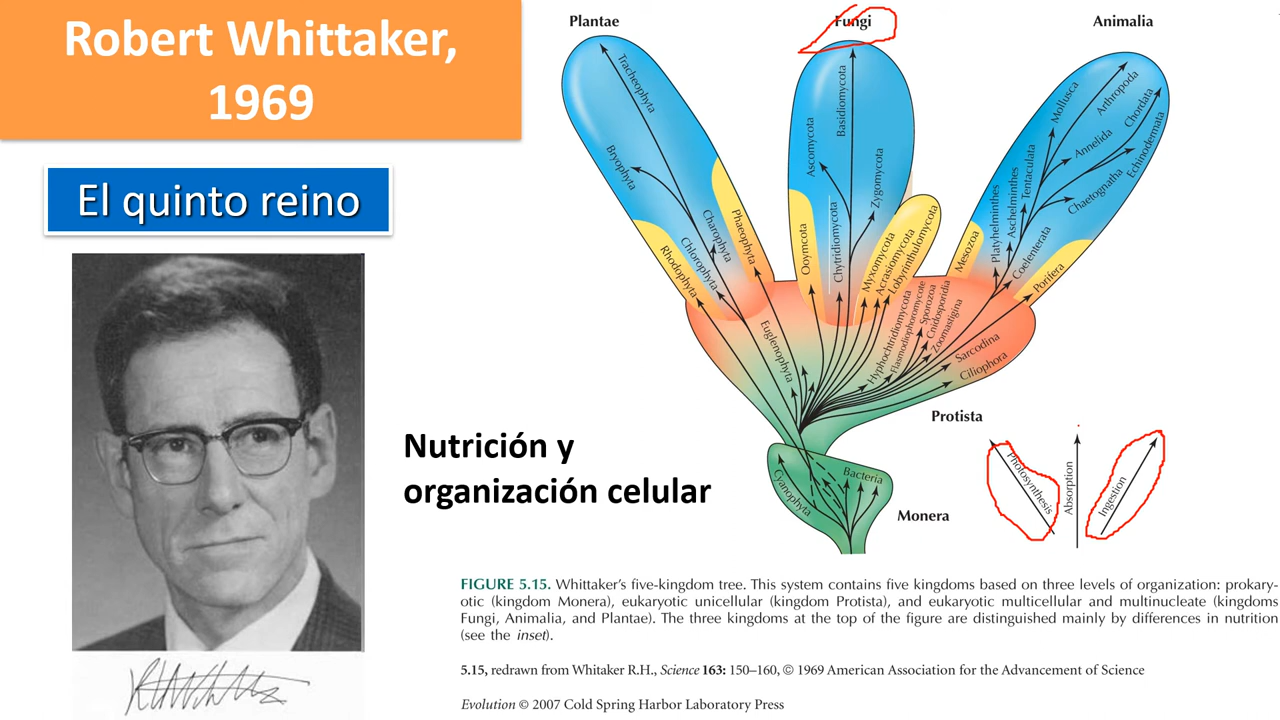 Robert Whittaker,
1969
El quinto reino
Nutrición y
organización celular
Plantae
Fungi
Animalia
Tracheophyta
Bryophyta
Charophyta
Chlorophyta
Rhodophyta
Phaeophyta
Euglenophyta
Ascomycota
Basidiomycota
Zygomycota
Chytridiomycota
Ooymcota
Myxomycota
Acrasiomycota
Labyrinthulomycota
Hyphochtridiomycota
Plasmodiophoromycote
Sporozoa
Cnidosporidia
Zoomastigina
Sarcodina
Ciliophora
Mesozoa
Platyhelminthes
Aschelminthes
Tentaculata
Mollusca
Arthropoda
Annelida
Chordata
Echinodermata
Chaetognatha
Coelenterata
Porifera
Protista
Cyanophyta
Bacteria
Monera
Photosynthesis
Absorption
Ingestion
FIGURE 5.15. Whittaker's five-kingdom tree. This system contains five kingdoms based on three levels of organization: prokary-
otic (kingdom Monera), eukaryotic unicellular (kingdom Protista), and eukaryotic multicellular and multinucleate (kingdoms
Fungi, Animalia, and Plantae). The three kingdoms at the top of the figure are distinguished mainly by differences in nutrition
(see the inset).
5.15, redrawn from Whitaker R.H., Science 163: 150–160, © 1969 American Association for the Advancement of Science
Evolution © 2007 Cold Spring Harbor Laboratory Press